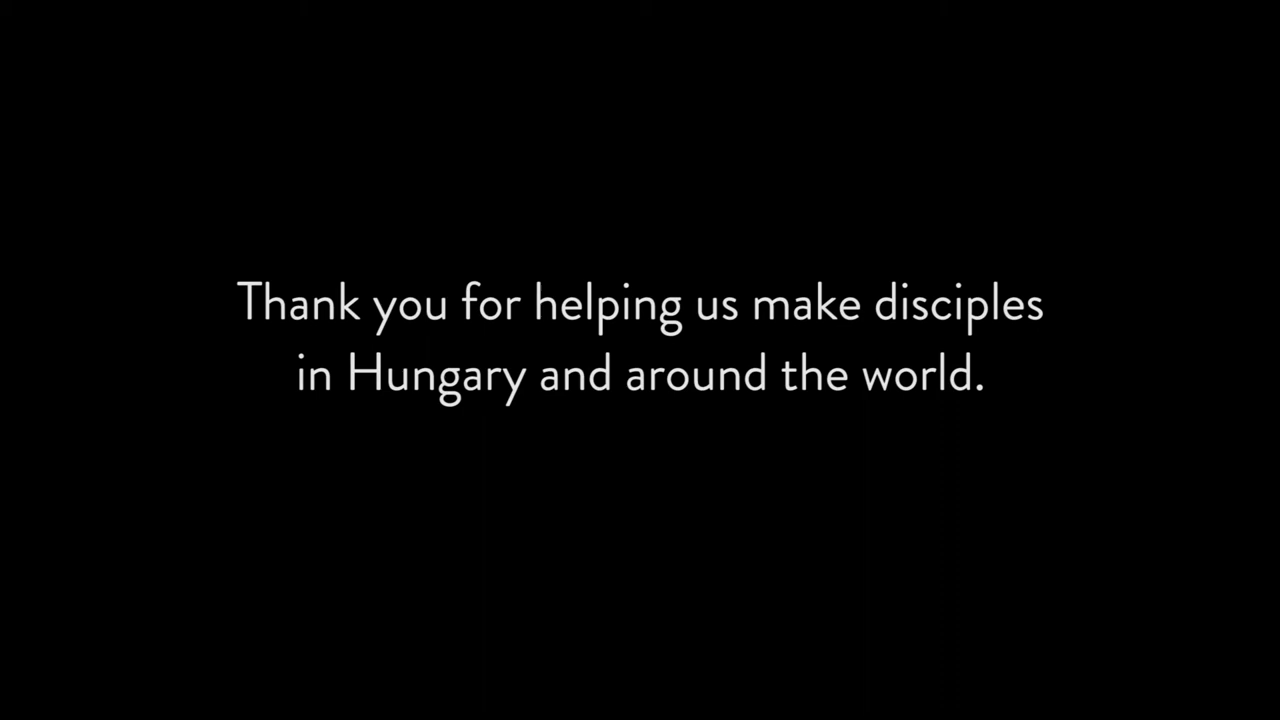 Thank you for helping us make disciples
in Hungary and around the world.